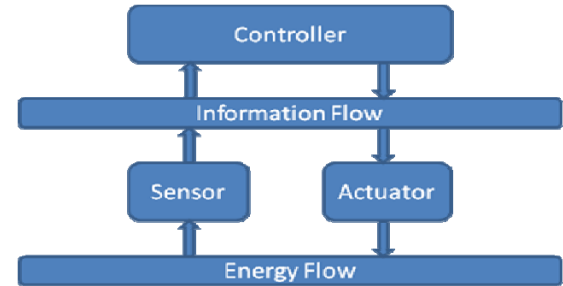 Controller
Information Flow
Sensor
Actuator
Energy Flow